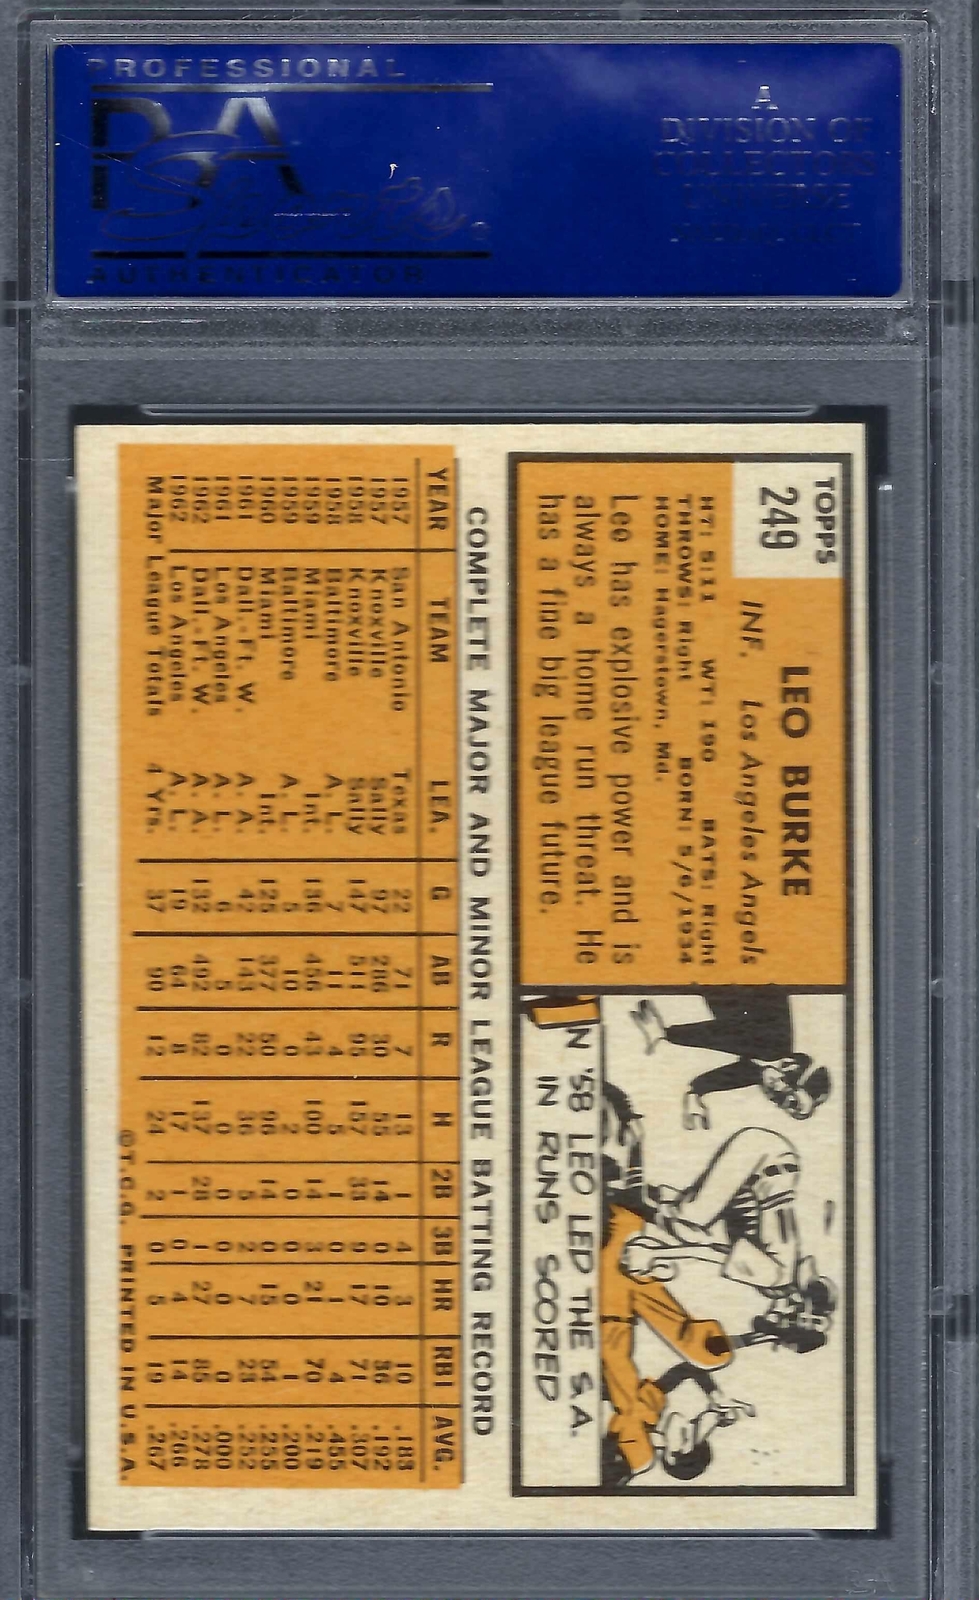 PROFESSIONAL
PSA
AUTHENTICATOR
A
DIVISION OF
COLLECTORS
UNIVERSE
TOPPS
249
LEO BURKE
INF. Los Angeles Angels
HT: 5:11 WT: 190 BATS: Right
THROWS: Right BORN: 5/6/1934
HOME: Hagerstown, Md.
Lee has explosive power and is
always a home run threat. He
has a fine big league future.
IN '58 LEO LED THE S.A.
IN RUNS SCORED
COMPLETE MAJOR AND MINOR LEAGUE BATTING RECORD
YEAR TEAM LEA. G AB R H 2B 3B HR RBI AVG.
1957 San Antonio Texas 22 71 7 13 1 4 3 10 .183
1957 Knoxville Sally 97 286 30 55 14 0 10 36 .192
1958 Knoxville Sally 147 511 95 157 33 9 17 71 .307
1958 Baltimore A. L. 7 11 4 5 1 0 1 4 .455
1959 Miami Int. 136 456 43 100 14 3 21 70 .219
1959 Baltimore A. L. 5 10 0 2 0 0 0 1 .200
1960 Miami Int. 125 377 50 96 14 0 15 54 .255
1961 Dall.-Ft. W. A. A. 42 143 22 36 5 2 7 23 .252
1961 Los Angeles A. L. 6 5 0 0 0 0 0 0 .000
1962 Dall.-Ft. W. A. A. 132 492 82 137 28 1 27 85 .278
1962 Los Angeles A. L. 19 64 8 17 1 0 4 14 .266
Major League Totals 4 Yrs. 37 90 12 24 2 0 5 19 .267
©T.C.G. PRINTED IN U.S.A.